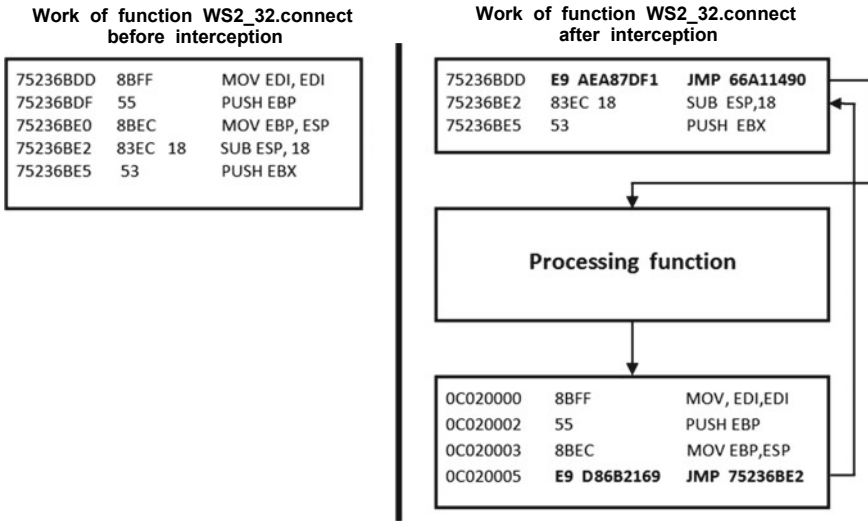 Work of function WS2_32.connect
before interception
75236BDD 8BFF MOV EDI, EDI
75236BDF 55 PUSH EBP
75236BE0 8BEC MOV EBP, ESP
75236BE2 83EC 18 SUB ESP, 18
75236BE5 53 PUSH EBX
Work of function WS2_32.connect
after interception
75236BDD E9 AEA87DF1 JMP 66A11490
75236BE2 83EC 18 SUB ESP,18
75236BE5 53 PUSH EBX
Processing function
0C020000 8BFF MOV, EDI,EDI
0C020002 55 PUSH EBP
0C020003 8BEC MOV EBP,ESP
0C020005 E9 D86B2169 JMP 75236BE2